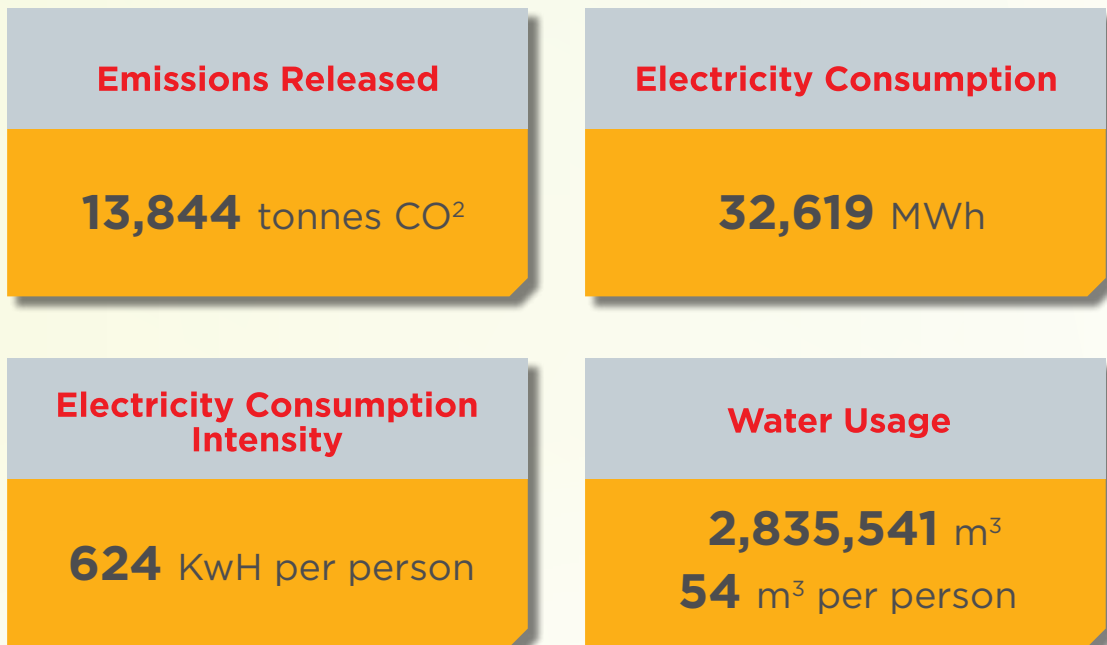 Emissions Released
13,844 tonnes CO²
Electricity Consumption
32,619 MWh
Electricity Consumption
Intensity
624 KwH per person
Water Usage
2,835,541 m³
54 m³ per person